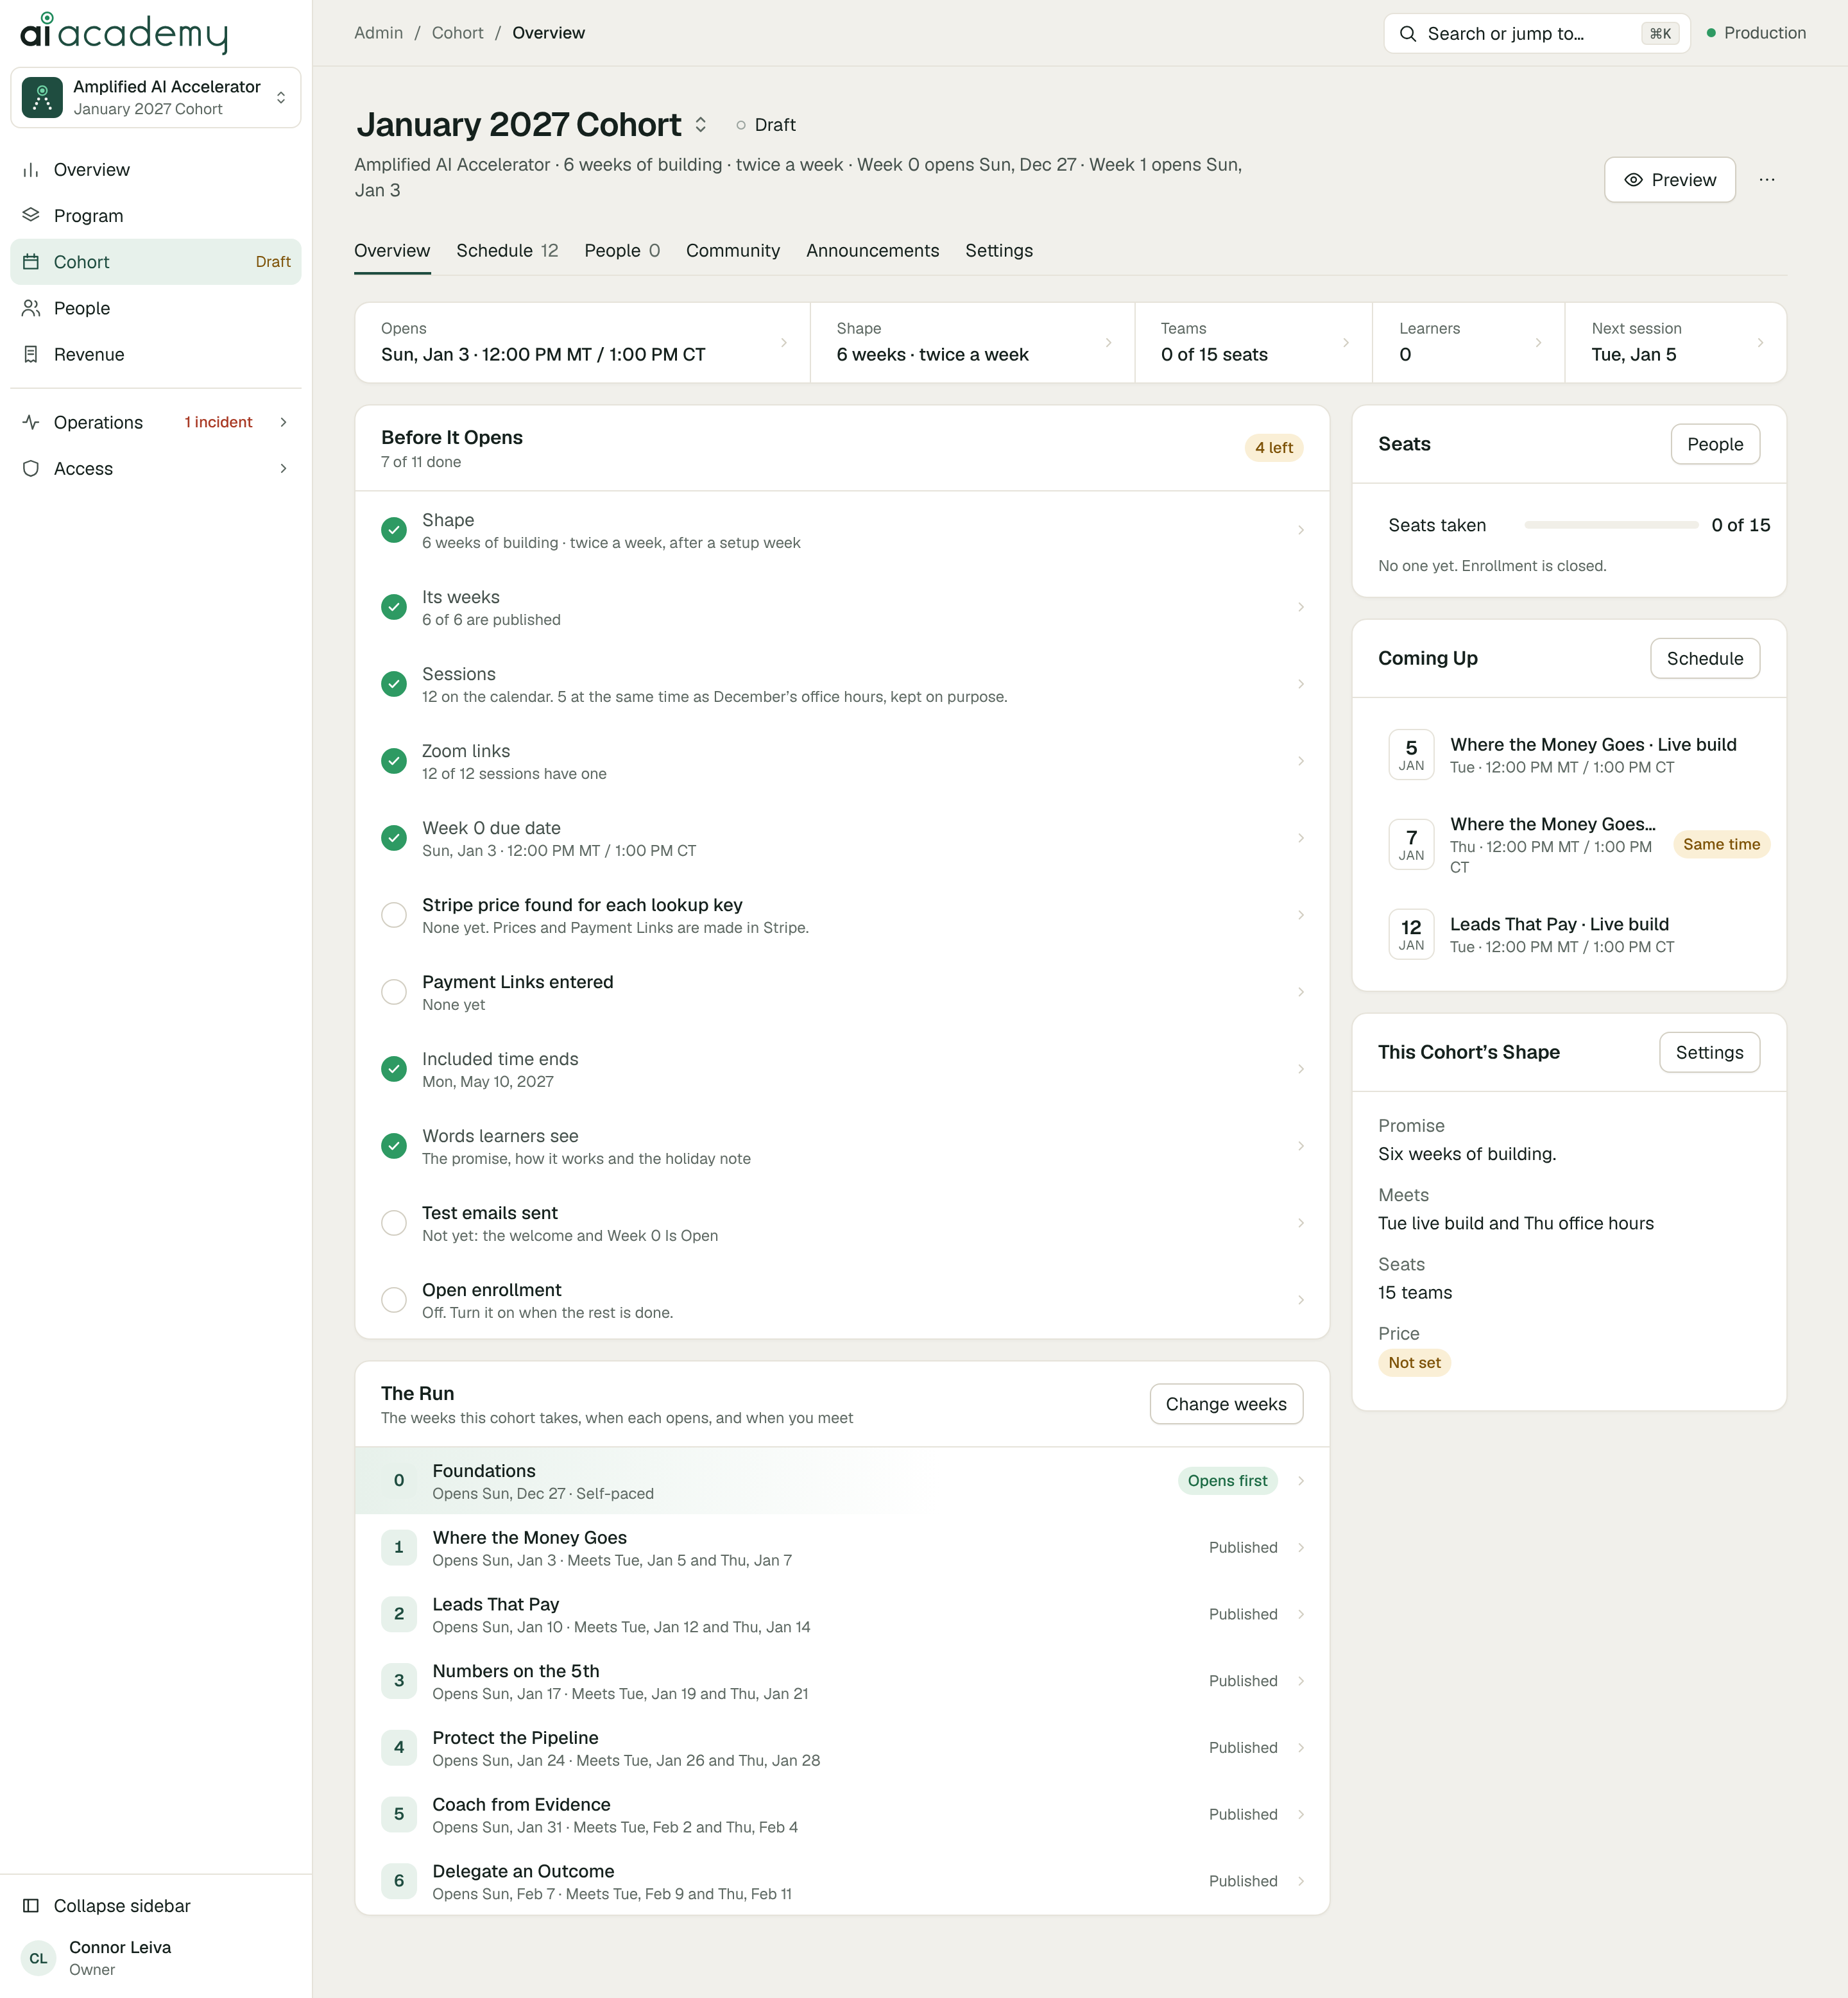 ai academy
Amplified AI Accelerator
January 2027 Cohort
Overview
Program
Cohort Draft
People
Revenue
Operations 1 incident
Access
Collapse sidebar
CL
Connor Leiva
Owner
Admin / Cohort / Overview
Search or jump to... ⌘K
Production
January 2027 Cohort
Draft
Amplified AI Accelerator · 6 weeks of building · twice a week · Week 0 opens Sun, Dec 27 · Week 1 opens Sun,
Jan 3
Preview
...
Overview Schedule 12 People 0 Community Announcements Settings
Opens
Sun, Jan 3 · 12:00 PM MT / 1:00 PM CT
Shape
6 weeks · twice a week
Teams
0 of 15 seats
Learners
0
Next session
Tue, Jan 5
Before It Opens
7 of 11 done
4 left
Shape
6 weeks of building · twice a week, after a setup week
Its weeks
6 of 6 are published
Sessions
12 on the calendar. 5 at the same time as December’s office hours, kept on purpose.
Zoom links
12 of 12 sessions have one
Week 0 due date
Sun, Jan 3 · 12:00 PM MT / 1:00 PM CT
Stripe price found for each lookup key
None yet. Prices and Payment Links are made in Stripe.
Payment Links entered
None yet
Included time ends
Mon, May 10, 2027
Words learners see
The promise, how it works and the holiday note
Test emails sent
Not yet: the welcome and Week 0 Is Open
Open enrollment
Off. Turn it on when the rest is done.
The Run
The weeks this cohort takes, when each opens, and when you meet
Change weeks
0
Foundations
Opens Sun, Dec 27 · Self-paced
Opens first
1
Where the Money Goes
Opens Sun, Jan 3 · Meets Tue, Jan 5 and Thu, Jan 7
Published
2
Leads That Pay
Opens Sun, Jan 10 · Meets Tue, Jan 12 and Thu, Jan 14
Published
3
Numbers on the 5th
Opens Sun, Jan 17 · Meets Tue, Jan 19 and Thu, Jan 21
Published
4
Protect the Pipeline
Opens Sun, Jan 24 · Meets Tue, Jan 26 and Thu, Jan 28
Published
5
Coach from Evidence
Opens Sun, Jan 31 · Meets Tue, Feb 2 and Thu, Feb 4
Published
6
Delegate an Outcome
Opens Sun, Feb 7 · Meets Tue, Feb 9 and Thu, Feb 11
Published
Seats
People
Seats taken 0 of 15
No one yet. Enrollment is closed.
Coming Up
Schedule
5
JAN
Where the Money Goes · Live build
Tue · 12:00 PM MT / 1:00 PM CT
7
JAN
Where the Money Goes...
Thu · 12:00 PM MT / 1:00 PM
CT
Same time
12
JAN
Leads That Pay · Live build
Tue · 12:00 PM MT / 1:00 PM CT
This Cohort’s Shape
Settings
Promise
Six weeks of building.
Meets
Tue live build and Thu office hours
Seats
15 teams
Price
Not set